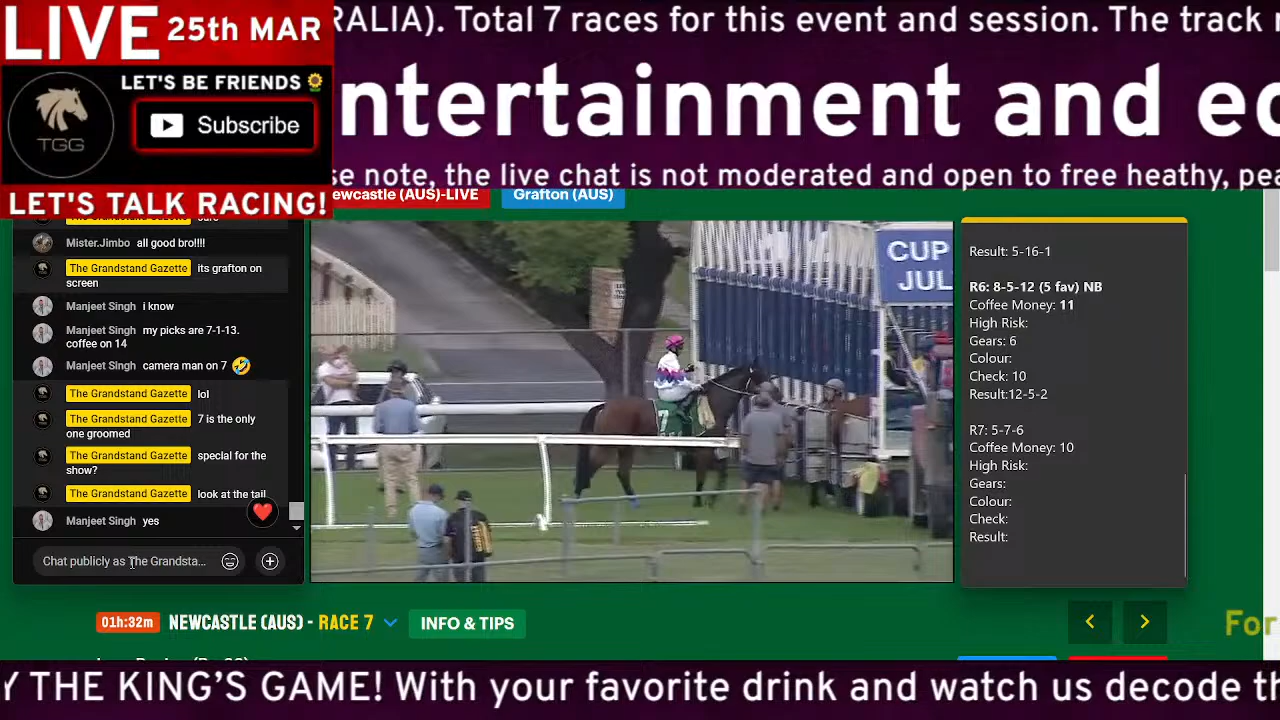 LIVE 25th MAR
RALIA). Total 7 races for this event and session. The track
LET'S BE FRIENDS
ntertainment and
TGG
Subscribe
se note, the live chat is not moderated and open to free heathy,
LET'S TALK RACING!
ewcastle (AUS)-LIVE
Grafton (AUS)
The Grandstand Gazette
Mister.Jimbo all good bro!!!!
The Grandstand Gazette its grafton on
screen
Manjeet Singh i know
Manjeet Singh my picks are 7-1-13.
coffee on 14
Manjeet Singh camera man on 7 🤣
The Grandstand Gazette lol
The Grandstand Gazette 7 is the only
one groomed
The Grandstand Gazette special for the
show?
The Grandstand Gazette look at the tail
Manjeet Singh yes
Chat publicly as The Grandsta...
CUP
JUL
7
Result: 5-16-1
R6: 8-5-12 (5 fav) NB
Coffee Money: 11
High Risk:
Gears: 6
Colour:
Check: 10
Result:12-5-2
R7: 5-7-6
Coffee Money: 10
High Risk:
Gears:
Colour:
Check:
Result:
01h:32m NEWCASTLE (AUS) - RACE 7 INFO & TIPS
For
Y THE KING'S GAME! With your favorite drink and watch us decode